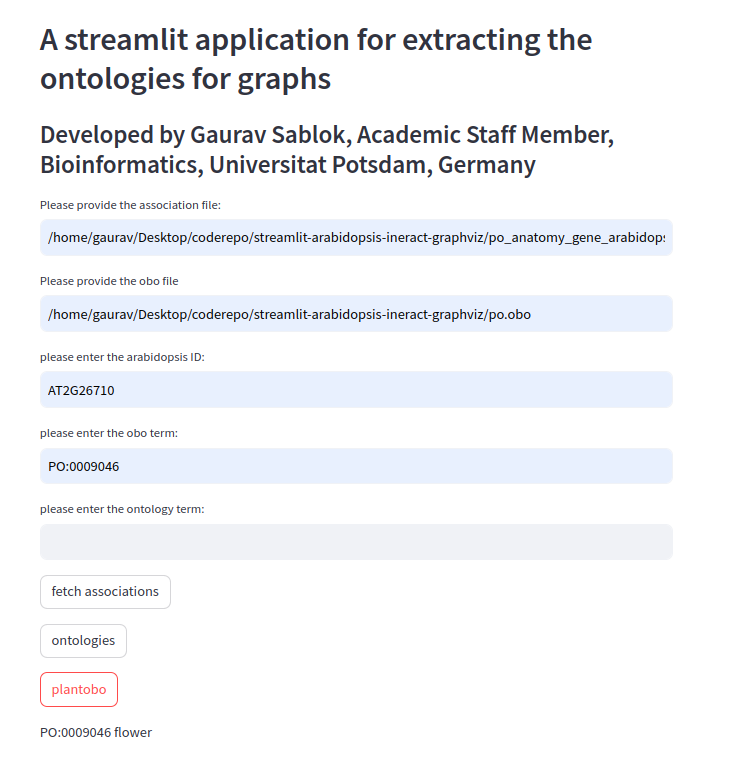 A streamlit application for extracting the
ontologies for graphs
Developed by Gaurav Sablok, Academic Staff Member,
Bioinformatics, Universitat Potsdam, Germany
Please provide the association file:
/home/gaurav/Desktop/coderepo/streamlit-arabidopsis-ineract-graphviz/po_anatomy_gene_arabidops
Please provide the obo file
/home/gaurav/Desktop/coderepo/streamlit-arabidopsis-ineract-graphviz/po.obo
please enter the arabidopsis ID:
AT2G26710
please enter the obo term:
PO:0009046
please enter the ontology term:
fetch associations
ontologies
plantobo
PO:0009046 flower